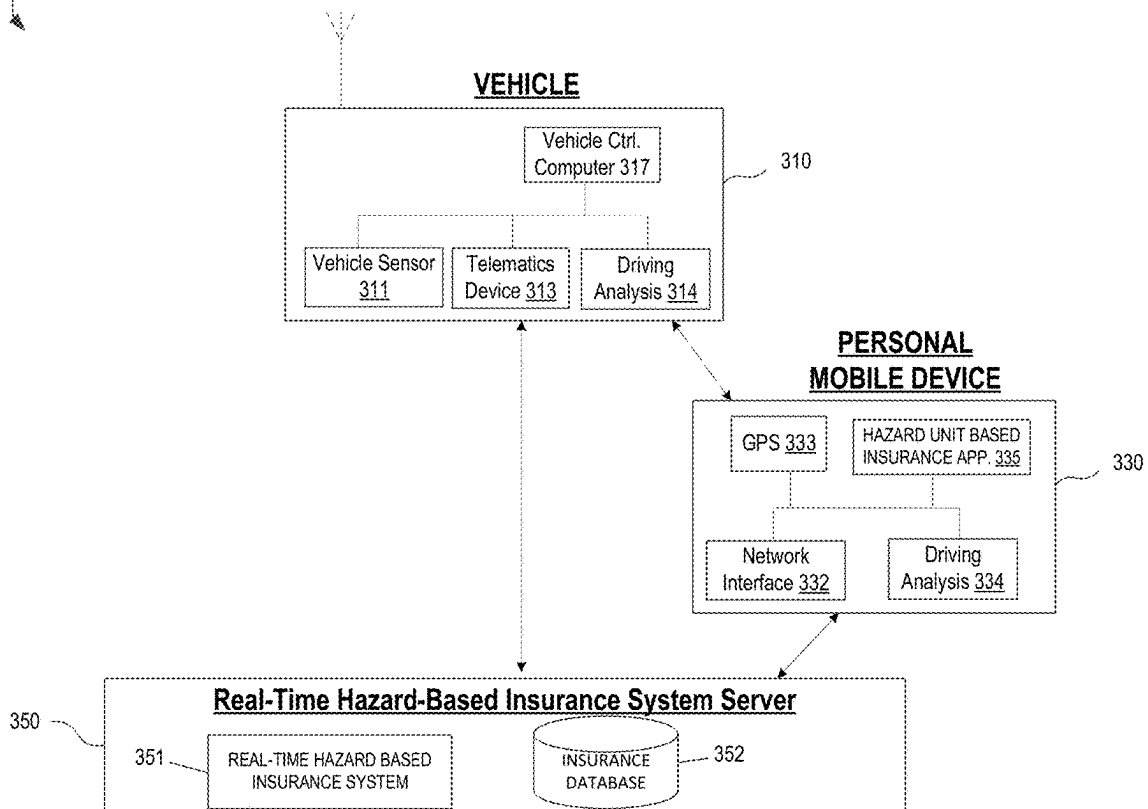 VEHICLE
Vehicle Ctrl.
Computer 317
310
Vehicle Sensor
311
Telematics
Device 313
Driving
Analysis 314
PERSONAL
MOBILE DEVICE
GPS 333
HAZARD UNIT BASED
INSURANCE APP. 335
330
Network
Interface 332
Driving
Analysis 334
Real-Time Hazard-Based Insurance System Server
350
351
REAL-TIME HAZARD BASED
INSURANCE SYSTEM
INSURANCE
DATABASE
352